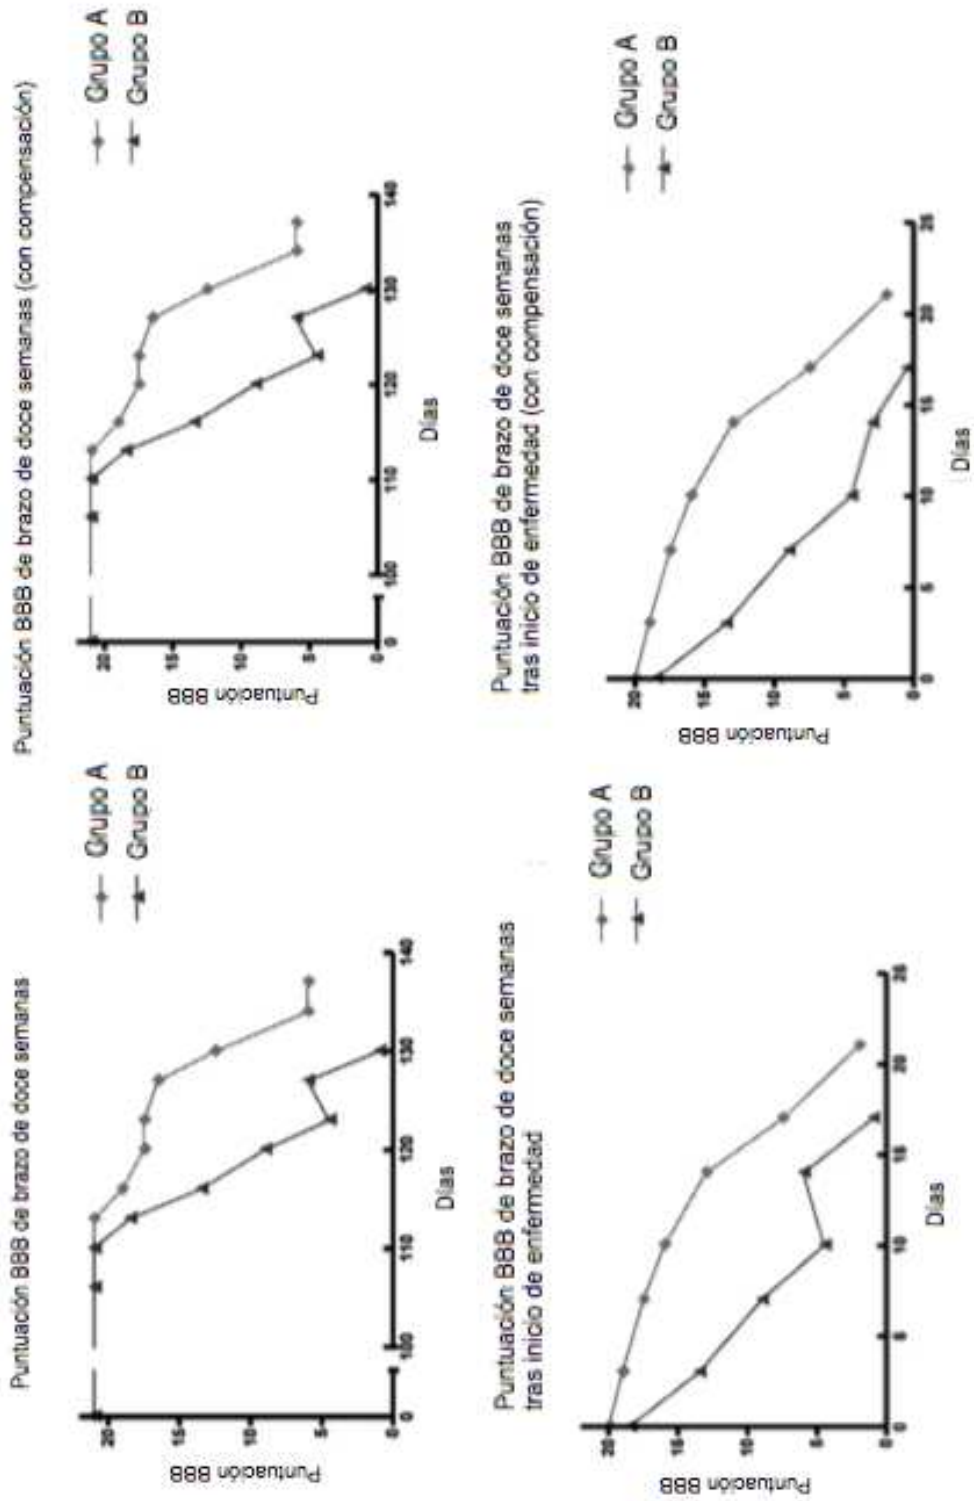 Puntuación BBB de brazo de doce semanas
Grupo A
Grupo B
Puntuación BBB
20
15
10
5
0
0
100
110
120
130
140
Días
Puntuación BBB de brazo de doce semanas (con compensación)
Grupo A
Grupo B
Puntuación BBB
20
15
10
5
0
0
100
110
120
130
140
Días
Puntuación BBB de brazo de doce semanas
tras inicio de enfermedad
Grupo A
Grupo B
Puntuación BBB
20
15
10
5
0
0
5
10
15
20
25
Días
Puntuación BBB de brazo de doce semanas
tras inicio de enfermedad (con compensación)
Grupo A
Grupo B
Puntuación BBB
20
15
10
5
0
0
5
10
15
20
25
Días